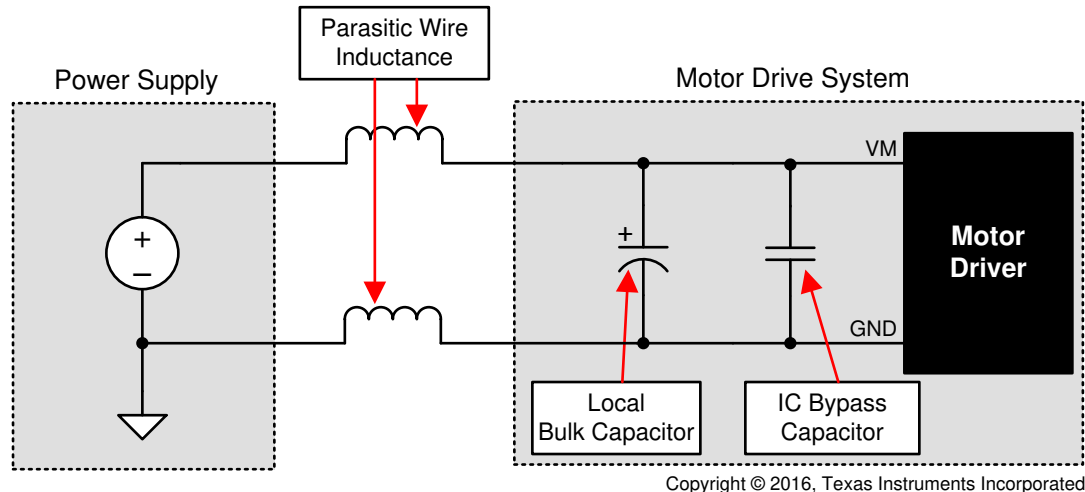 Parasitic Wire
Inductance
Power Supply
Motor Drive System
VM
+
–
+
Motor
Driver
GND
Local
Bulk Capacitor
IC Bypass
Capacitor
Copyright © 2016, Texas Instruments Incorporated